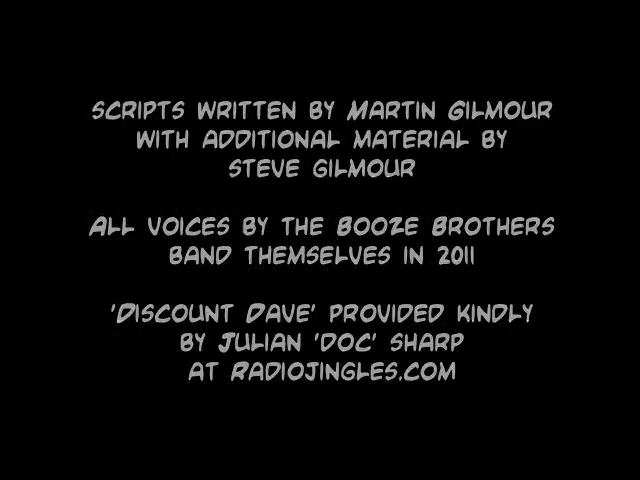 SCRIPTS WRITTEN BY MARTIN GILMOUR
WITH ADDITIONAL MATERIAL BY
STEVE GILMOUR
ALL VOICES BY THE BOOZE BROTHERS
BAND THEMSELVES IN 2011
'DISCOUNT DAVE' PROVIDED KINDLY
BY JULIAN 'DOC' SHARP
AT RADIOJINGLES.COM